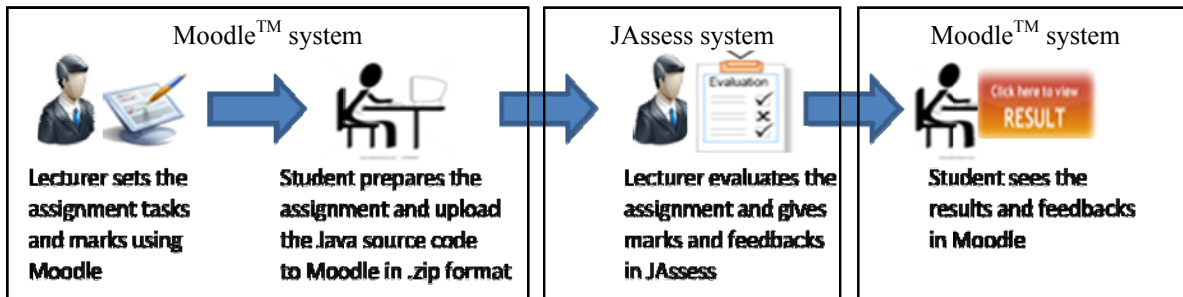 Moodle™ system
Lecturer sets the
assignment tasks
and marks using
Moodle
Student prepares the
assignment and upload
the Java source code
to Moodle in .zip format
JAssess system
Evaluation
Lecturer evaluates the
assignment and gives
marks and feedbacks
in JAssess
Moodle™ system
Click here to view
RESULT
Student sees the
results and feedbacks
in Moodle